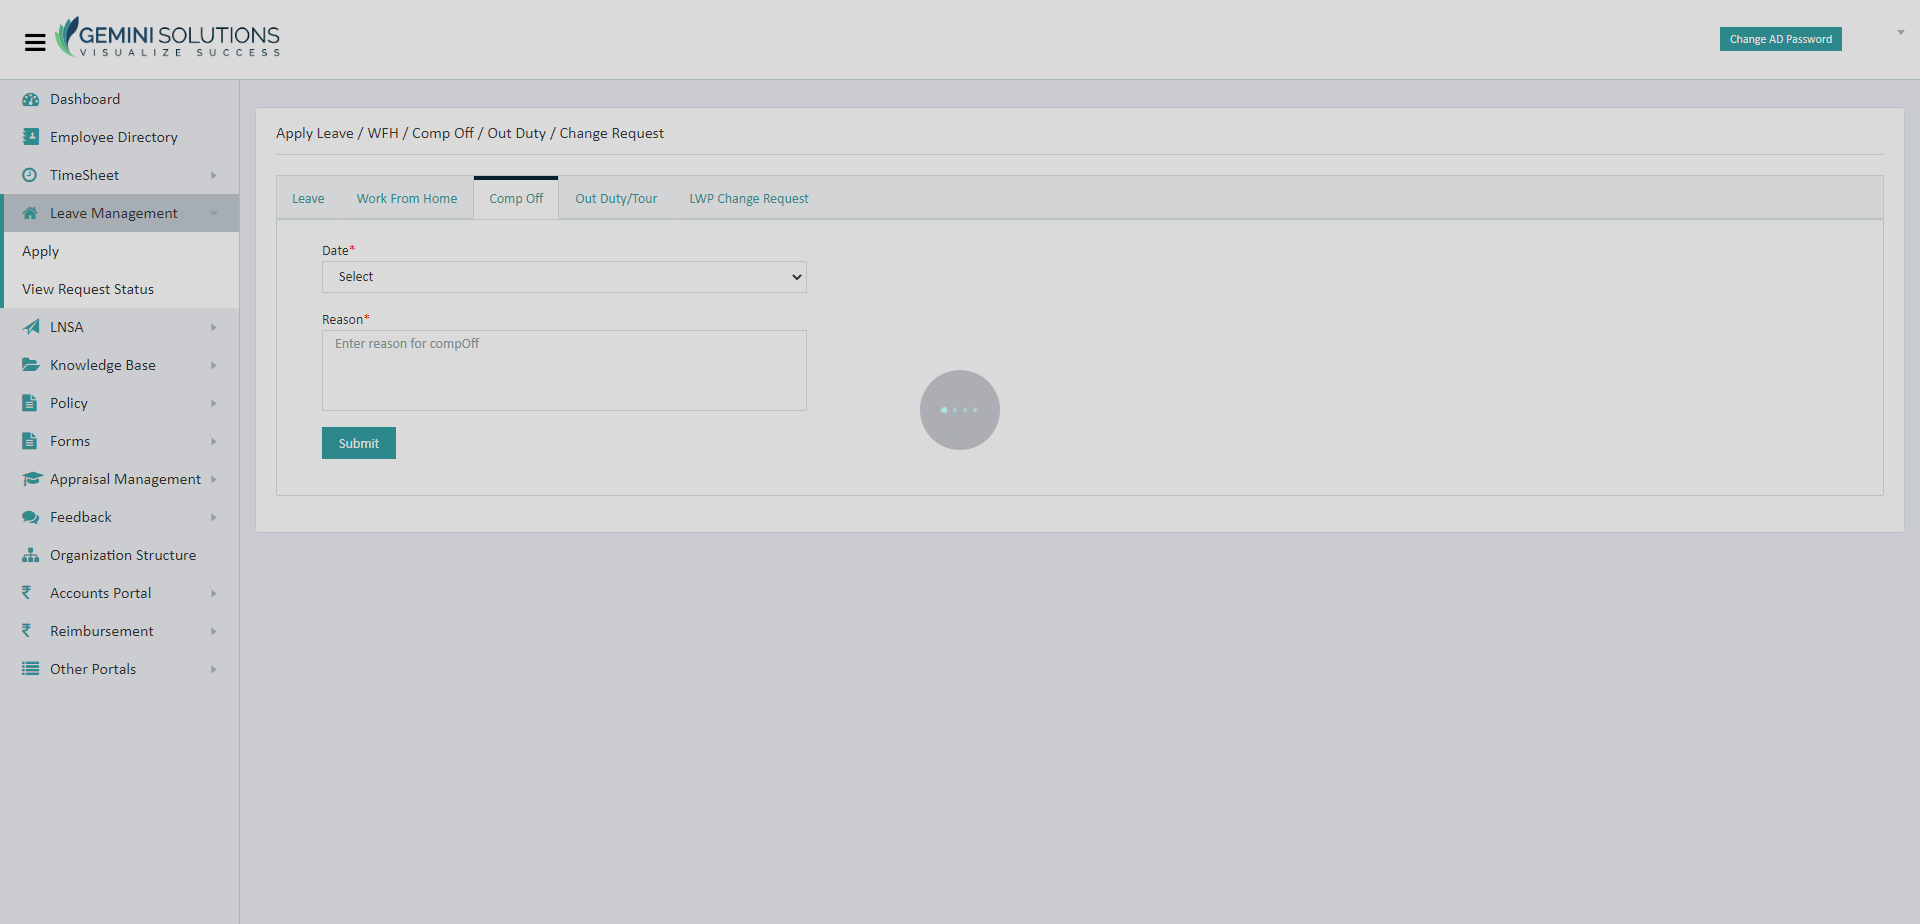 GEMINI SOLUTIONS
VISUALIZE SUCCESS
Change AD Password
Dashboard
Employee Directory
TimeSheet
Leave Management
Apply
View Request Status
LNSA
Knowledge Base
Policy
Forms
Appraisal Management
Feedback
Organization Structure
Accounts Portal
Reimbursement
Other Portals
Apply Leave / WFH / Comp Off / Out Duty / Change Request
Leave Work From Home Comp Off Out Duty/Tour LWP Change Request
Date*
Select
Reason*
Enter reason for compOff
Submit